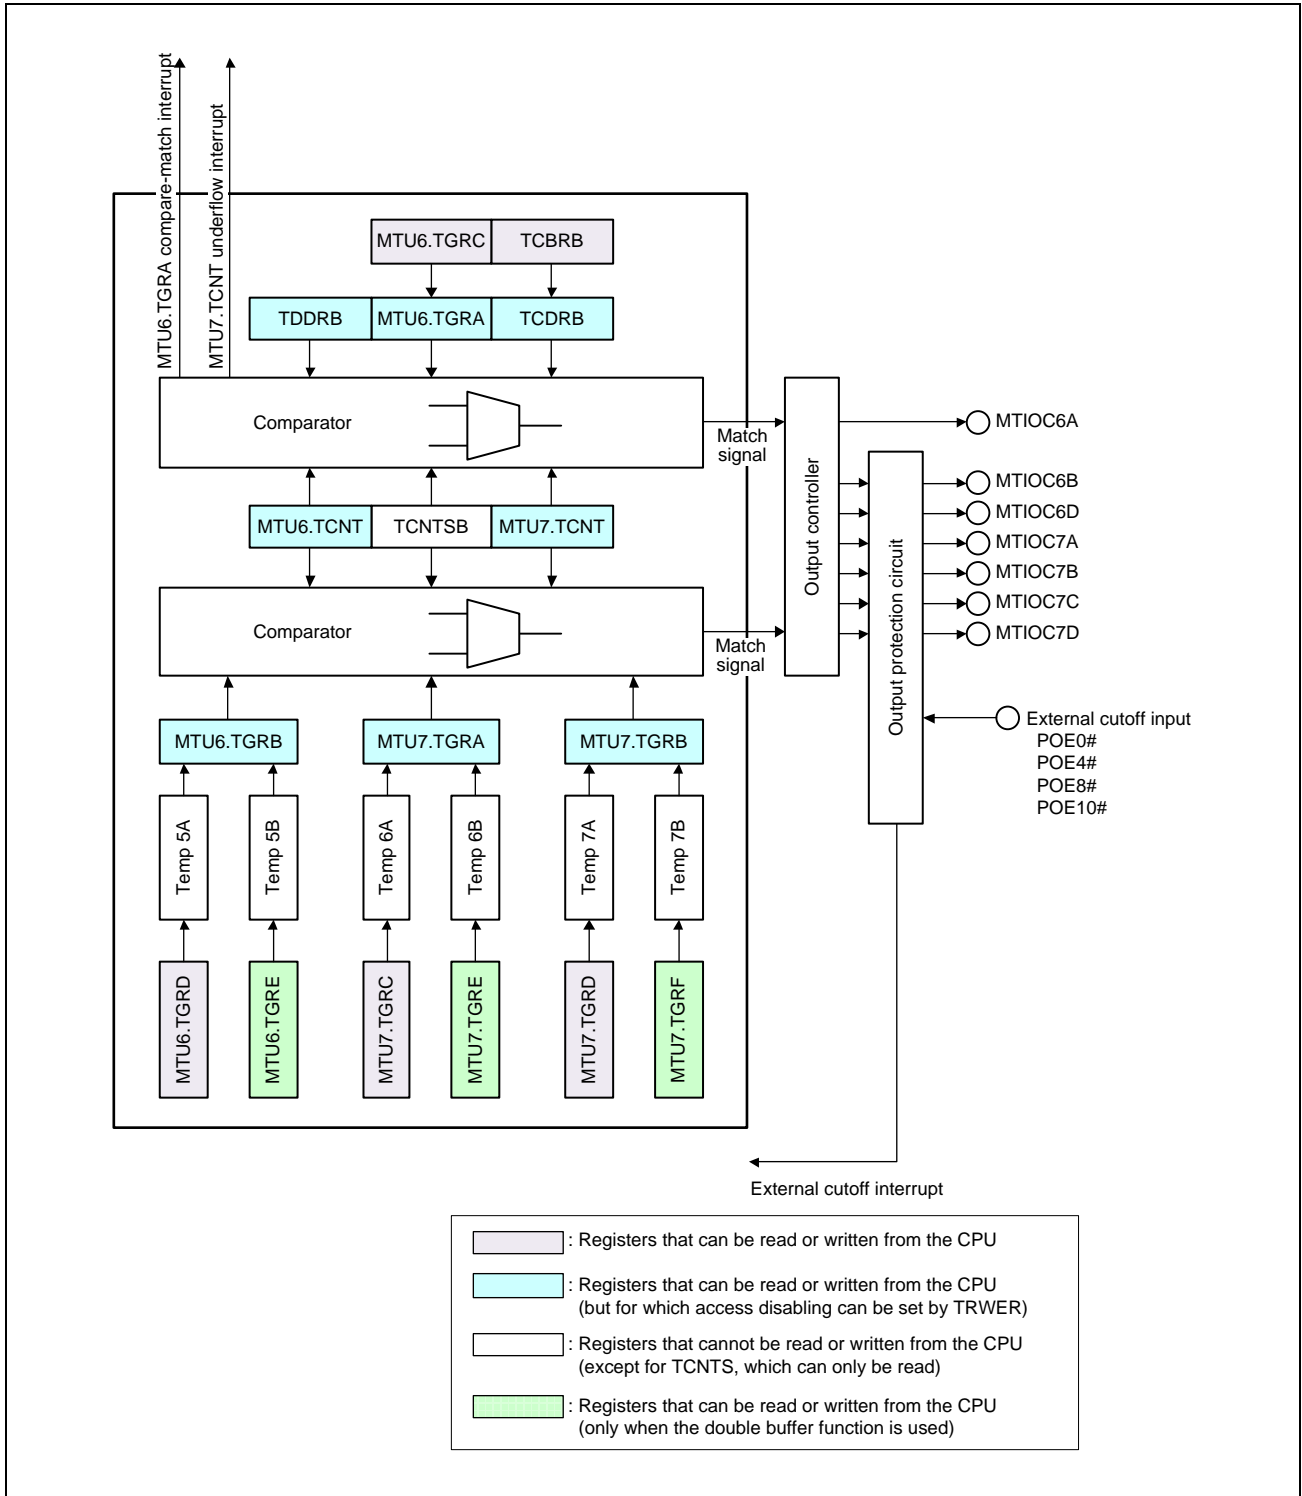 MTU6.TGRA compare-match interrupt
MTU7.TCNT underflow interrupt
MTU6.TGRC
TCBRB
TDDRB
MTU6.TGRA
TCDRB
Comparator
Match
signal
Output controller
MTIOC6A
MTU6.TCNT
TCNTSB
MTU7.TCNT
Output protection circuit
MTIOC6B
MTIOC6D
MTIOC7A
MTIOC7B
MTIOC7C
MTIOC7D
Comparator
Match
signal
External cutoff input
POE0#
POE4#
POE8#
POE10#
MTU6.TGRB
MTU7.TGRA
MTU7.TGRB
Temp 5A
Temp 5B
Temp 6A
Temp 6B
Temp 7A
Temp 7B
MTU6.TGRD
MTU6.TGRE
MTU7.TGRC
MTU7.TGRE
MTU7.TGRD
MTU7.TGRF
External cutoff interrupt
: Registers that can be read or written from the CPU
: Registers that can be read or written from the CPU
(but for which access disabling can be set by TRWER)
: Registers that cannot be read or written from the CPU
(except for TCNTS, which can only be read)
: Registers that can be read or written from the CPU
(only when the double buffer function is used)